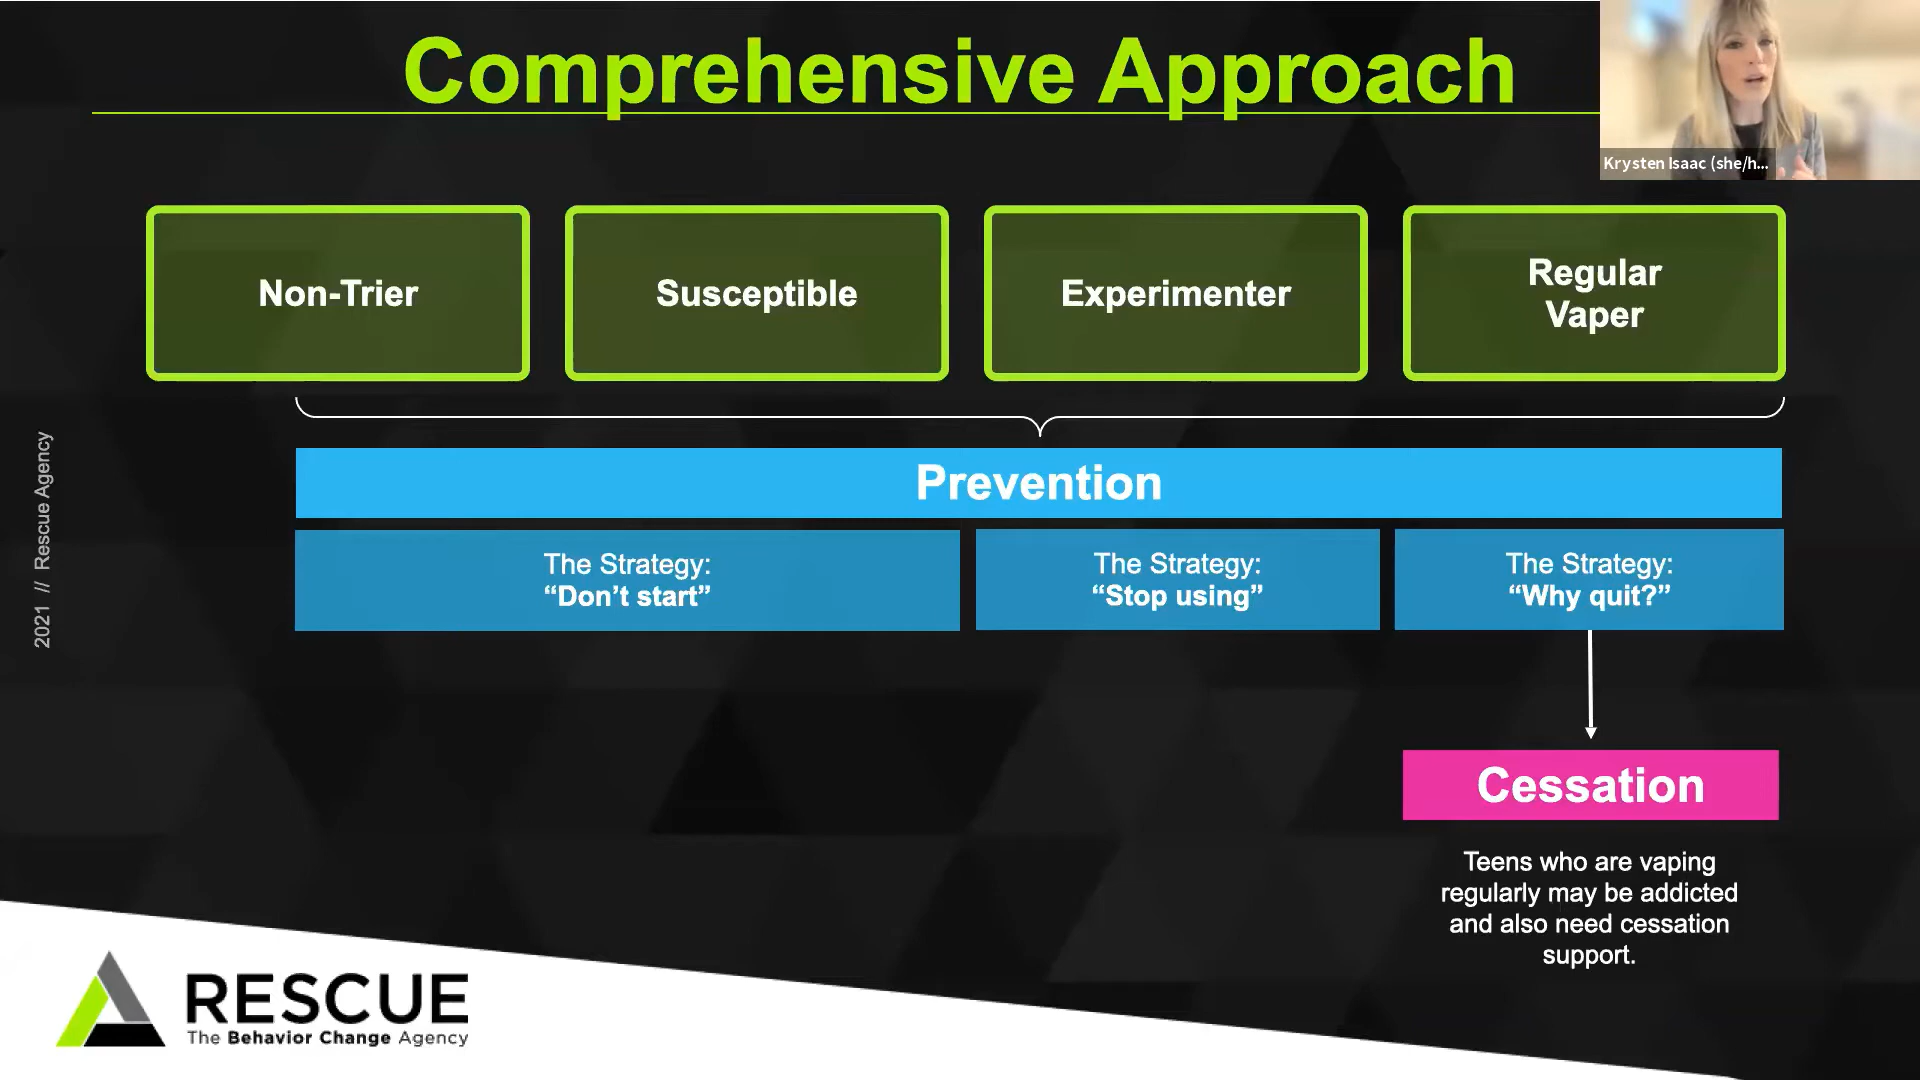 Comprehensive Approach
Krysten Isaac (she/h...
Non-Trier
Susceptible
Experimenter
Regular
Vaper
Prevention
The Strategy:
“Don’t start”
The Strategy:
“Stop using”
The Strategy:
“Why quit?”
Cessation
Teens who are vaping
regularly may be addicted
and also need cessation
support.
2021 // Rescue Agency
RESCUE
The Behavior Change Agency